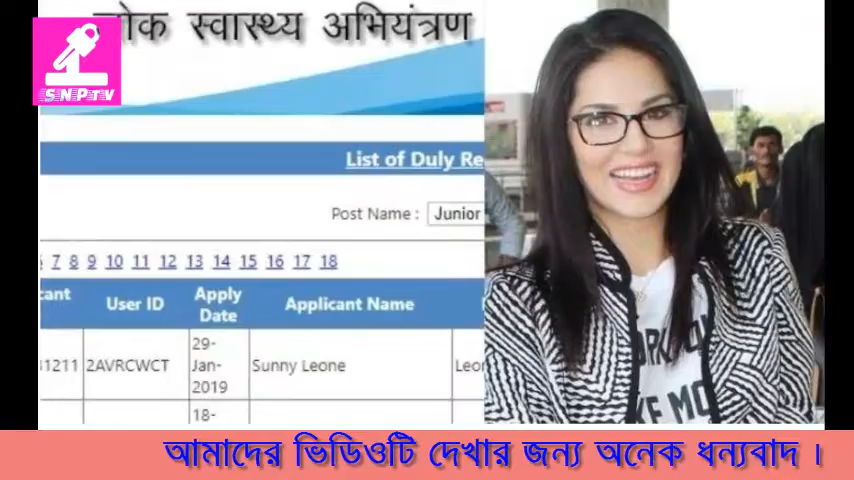 लोक स्वास्थ्य अभियंत्रण
SNPTV
List of Duly Re
Post Name : Junior
7 8 9 10 11 12 13 14 15 16 17 18
cant User ID Apply Date Applicant Name
1211 2AVRCWCT 29-Jan-2019 Sunny Leone Leon
18-
আমাদের ভিডিওটি দেখার জন্য অনেক ধন্যবাদ ।